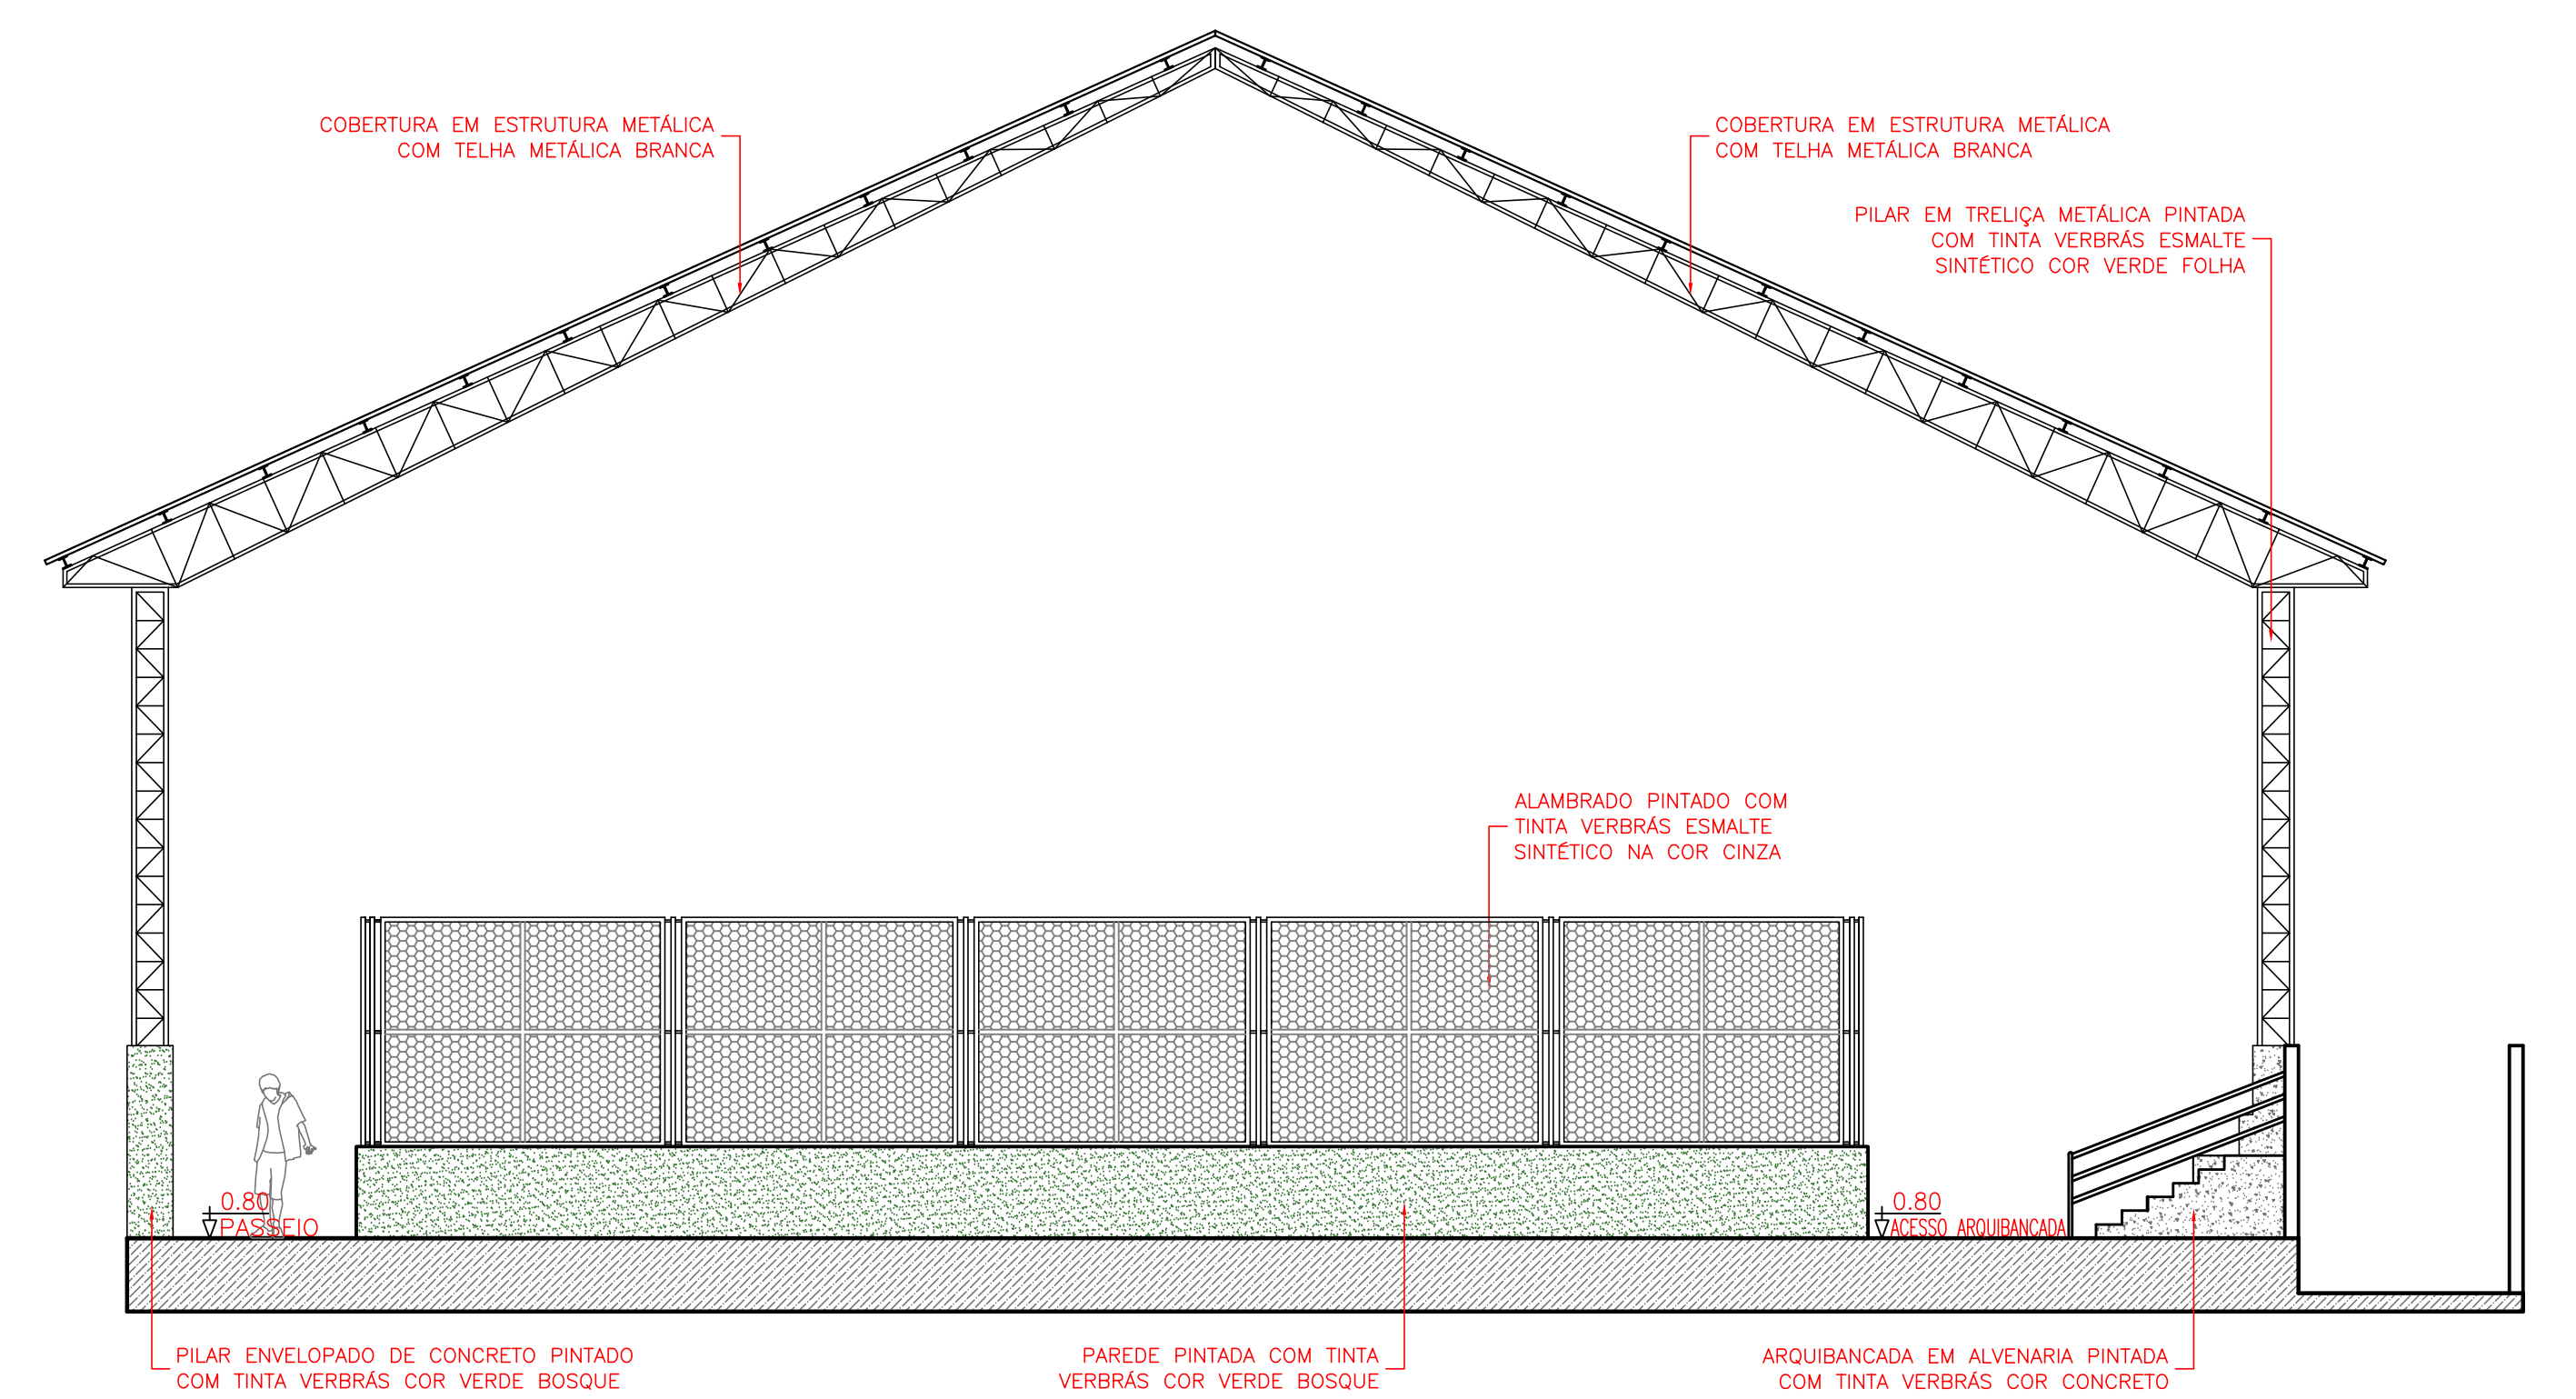 COBERTURA EM ESTRUTURA METÁLICA
COM TELHA METÁLICA BRANCA
COBERTURA EM ESTRUTURA METÁLICA
COM TELHA METÁLICA BRANCA
PILAR EM TRELIÇA METÁLICA PINTADA
COM TINTA VERBRÁS ESMALTE
SINTÉTICO COR VERDE FOLHA
ALAMBRADO PINTADO COM
TINTA VERBRÁS ESMALTE
SINTÉTICO NA COR CINZA
0.80
PASSEIO
0.80
ACESSO ARQUIBANCADA
PILAR ENVELOPADO DE CONCRETO PINTADO
COM TINTA VERBRÁS COR VERDE BOSQUE
PAREDE PINTADA COM TINTA
VERBRÁS COR VERDE BOSQUE
ARQUIBANCADA EM ALVENARIA PINTADA
COM TINTA VERBRÁS COR CONCRETO